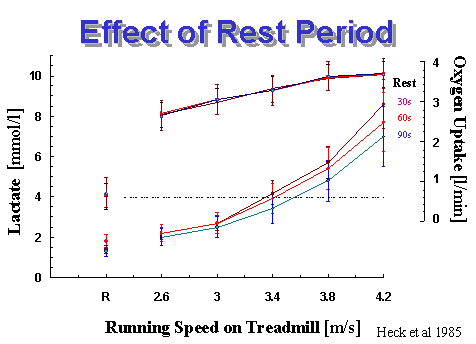 Effect of Rest Period
Lactate [mmol/l]
10
8
6
4
2
0
R
2.6
3
3.4
3.8
4.2
Running Speed on Treadmill [m/s]
Oxygen Uptake [l/min]
4
3
2
1
0
Rest
30s
60s
90s
Heck et al 1985